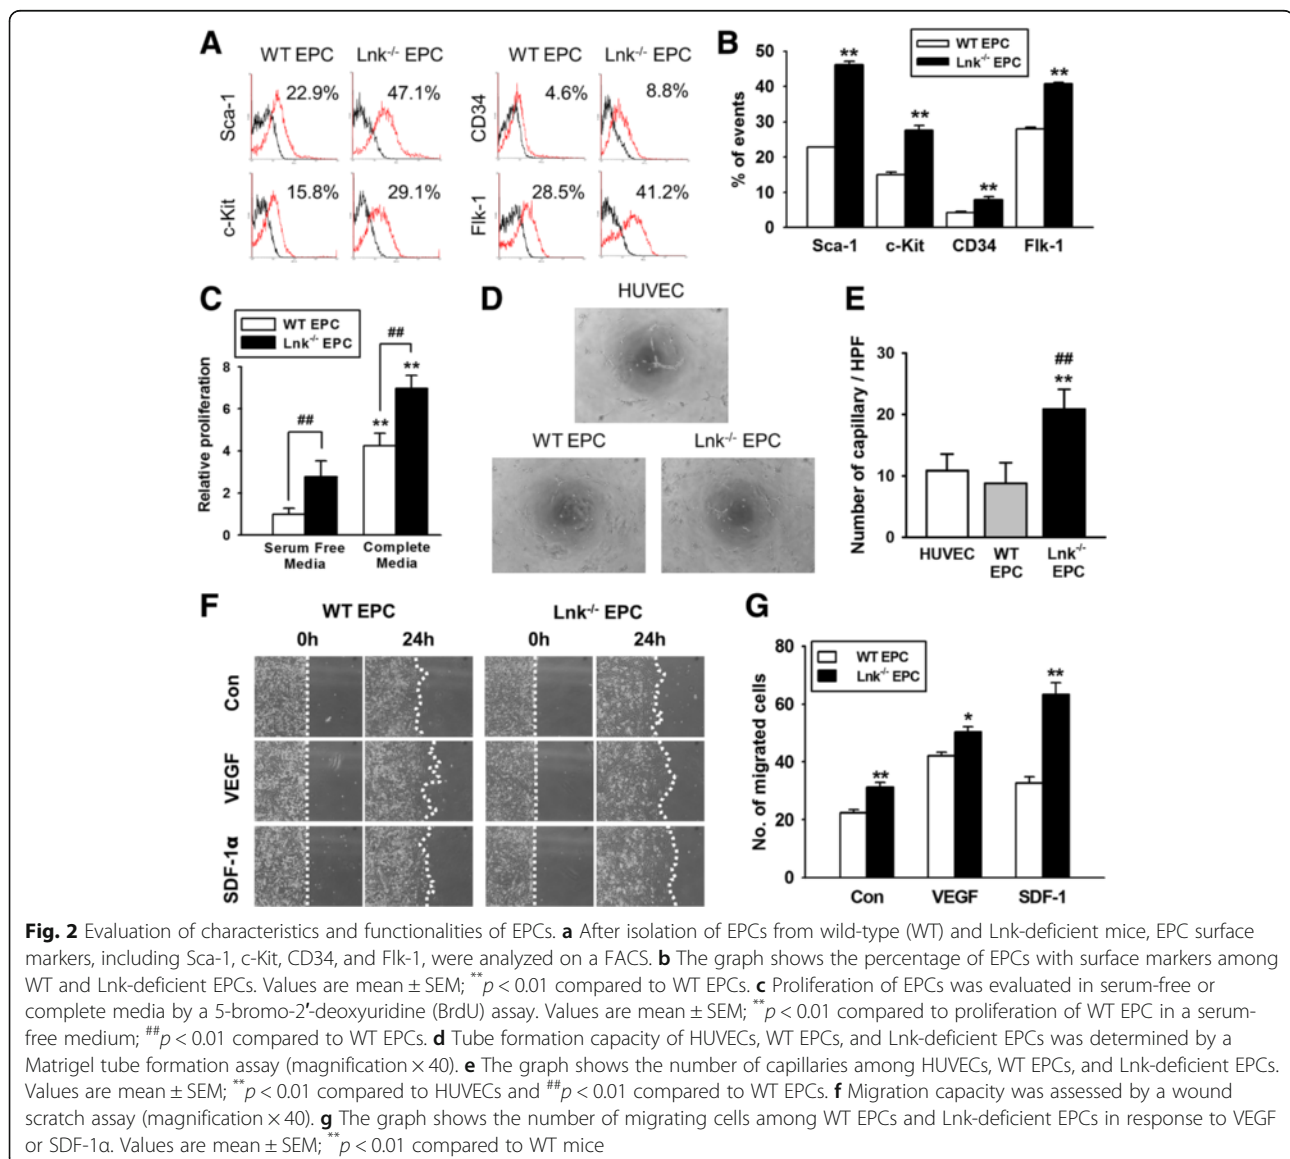 A
WT EPC
Lnk-/- EPC
WT EPC
Lnk-/- EPC
Sca-1
22.9%
47.1%
CD34
4.6%
8.8%
c-Kit
15.8%
29.1%
Flk-1
28.5%
41.2%
B
WT EPC
Lnk-/- EPC
% of events
50
40
30
20
10
0
**
**
**
**
Sca-1
c-Kit
CD34
Flk-1
C
WT EPC
Lnk-/- EPC
Relative proliferation
8
6
4
2
0
##
##
**
**
Serum Free Media
Complete Media
D
HUVEC
WT EPC
Lnk-/- EPC
E
Number of capillary / HPF
30
20
10
0
##
**
HUVEC
WT EPC
Lnk-/- EPC
F
WT EPC
Lnk-/- EPC
0h
24h
0h
24h
Con
VEGF
SDF-1α
G
WT EPC
Lnk-/- EPC
No. of migrated cells
80
60
40
20
0
**
*
**
Con
VEGF
SDF-1
Fig. 2 Evaluation of characteristics and functionalities of EPCs. a After isolation of EPCs from wild-type (WT) and Lnk-deficient mice, EPC surface
markers, including Sca-1, c-Kit, CD34, and Flk-1, were analyzed on a FACS. b The graph shows the percentage of EPCs with surface markers among
WT and Lnk-deficient EPCs. Values are mean ± SEM; **p < 0.01 compared to WT EPCs. c Proliferation of EPCs was evaluated in serum-free or
complete media by a 5-bromo-2′-deoxyuridine (BrdU) assay. Values are mean ± SEM; **p < 0.01 compared to proliferation of WT EPC in a serum-
free medium; ##p < 0.01 compared to WT EPCs. d Tube formation capacity of HUVECs, WT EPCs, and Lnk-deficient EPCs was determined by a
Matrigel tube formation assay (magnification × 40). e The graph shows the number of capillaries among HUVECs, WT EPCs, and Lnk-deficient EPCs.
Values are mean ± SEM; **p < 0.01 compared to HUVECs and ##p < 0.01 compared to WT EPCs. f Migration capacity was assessed by a wound
scratch assay (magnification × 40). g The graph shows the number of migrating cells among WT EPCs and Lnk-deficient EPCs in response to VEGF
or SDF-1α. Values are mean ± SEM; **p < 0.01 compared to WT mice